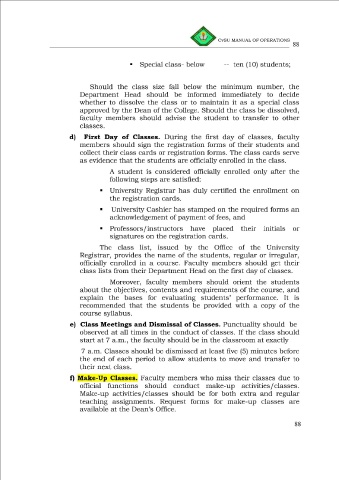 CvSU MANUAL OF OPERATIONS
88
▪ Special class- below -- ten (10) students;
Should the class size fall below the minimum number, the
Department Head should be informed immediately to decide
whether to dissolve the class or to maintain it as a special class
approved by the Dean of the College. Should the class be dissolved,
faculty members should advise the student to transfer to other
classes.
d) First Day of Classes. During the first day of classes, faculty
members should sign the registration forms of their students and
collect their class cards or registration forms. The class cards serve
as evidence that the students are officially enrolled in the class.
A student is considered officially enrolled only after the
following steps are satisfied:
▪ University Registrar has duly certified the enrollment on
the registration cards.
▪ University Cashier has stamped on the required forms an
acknowledgement of payment of fees, and
▪ Professors/instructors have placed their initials or
signatures on the registration cards.
The class list, issued by the Office of the University
Registrar, provides the name of the students, regular or irregular,
officially enrolled in a course. Faculty members should get their
class lists from their Department Head on the first day of classes.
Moreover, faculty members should orient the students
about the objectives, contents and requirements of the course, and
explain the bases for evaluating students' performance. It is
recommended that the students be provided with a copy of the
course syllabus.
e) Class Meetings and Dismissal of Classes. Punctuality should be
observed at all times in the conduct of classes. If the class should
start at 7 a.m., the faculty should be in the classroom at exactly
7 a.m. Classes should be dismissed at least five (5) minutes before
the end of each period to allow students to move and transfer to
their next class.
f) Make-Up Classes. Faculty members who miss their classes due to
official functions should conduct make-up activities/classes.
Make-up activities/classes should be for both extra and regular
teaching assignments. Request forms for make-up classes are
available at the Dean's Office.
88